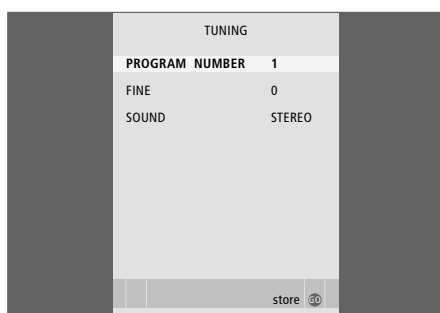 TUNING
PROGRAM NUMBER 1
FINE 0
SOUND STEREO
store GO